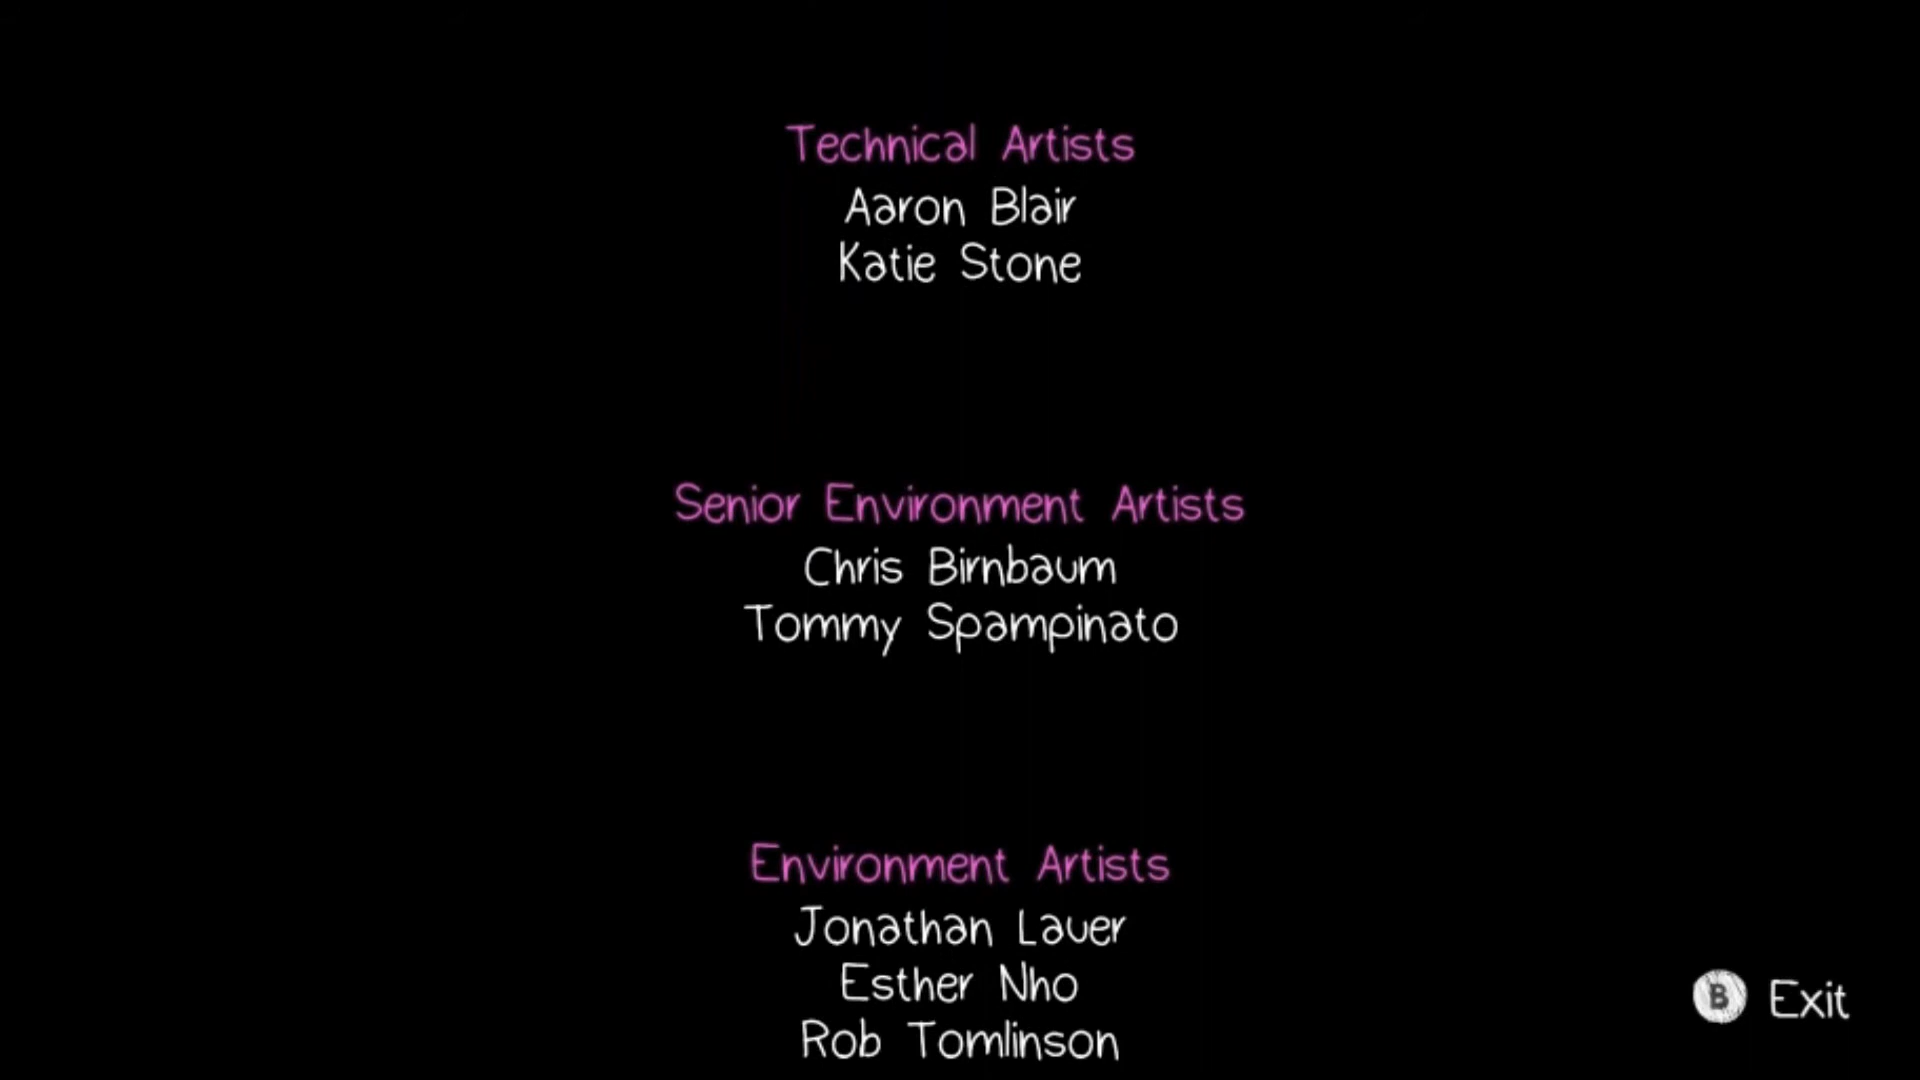 Technical Artists
Aaron Blair
Katie Stone
Senior Environment Artists
Chris Birnbaum
Tommy Spampinato
Environment Artists
Jonathan Lauer
Esther Nho
Rob Tomlinson
B Exit